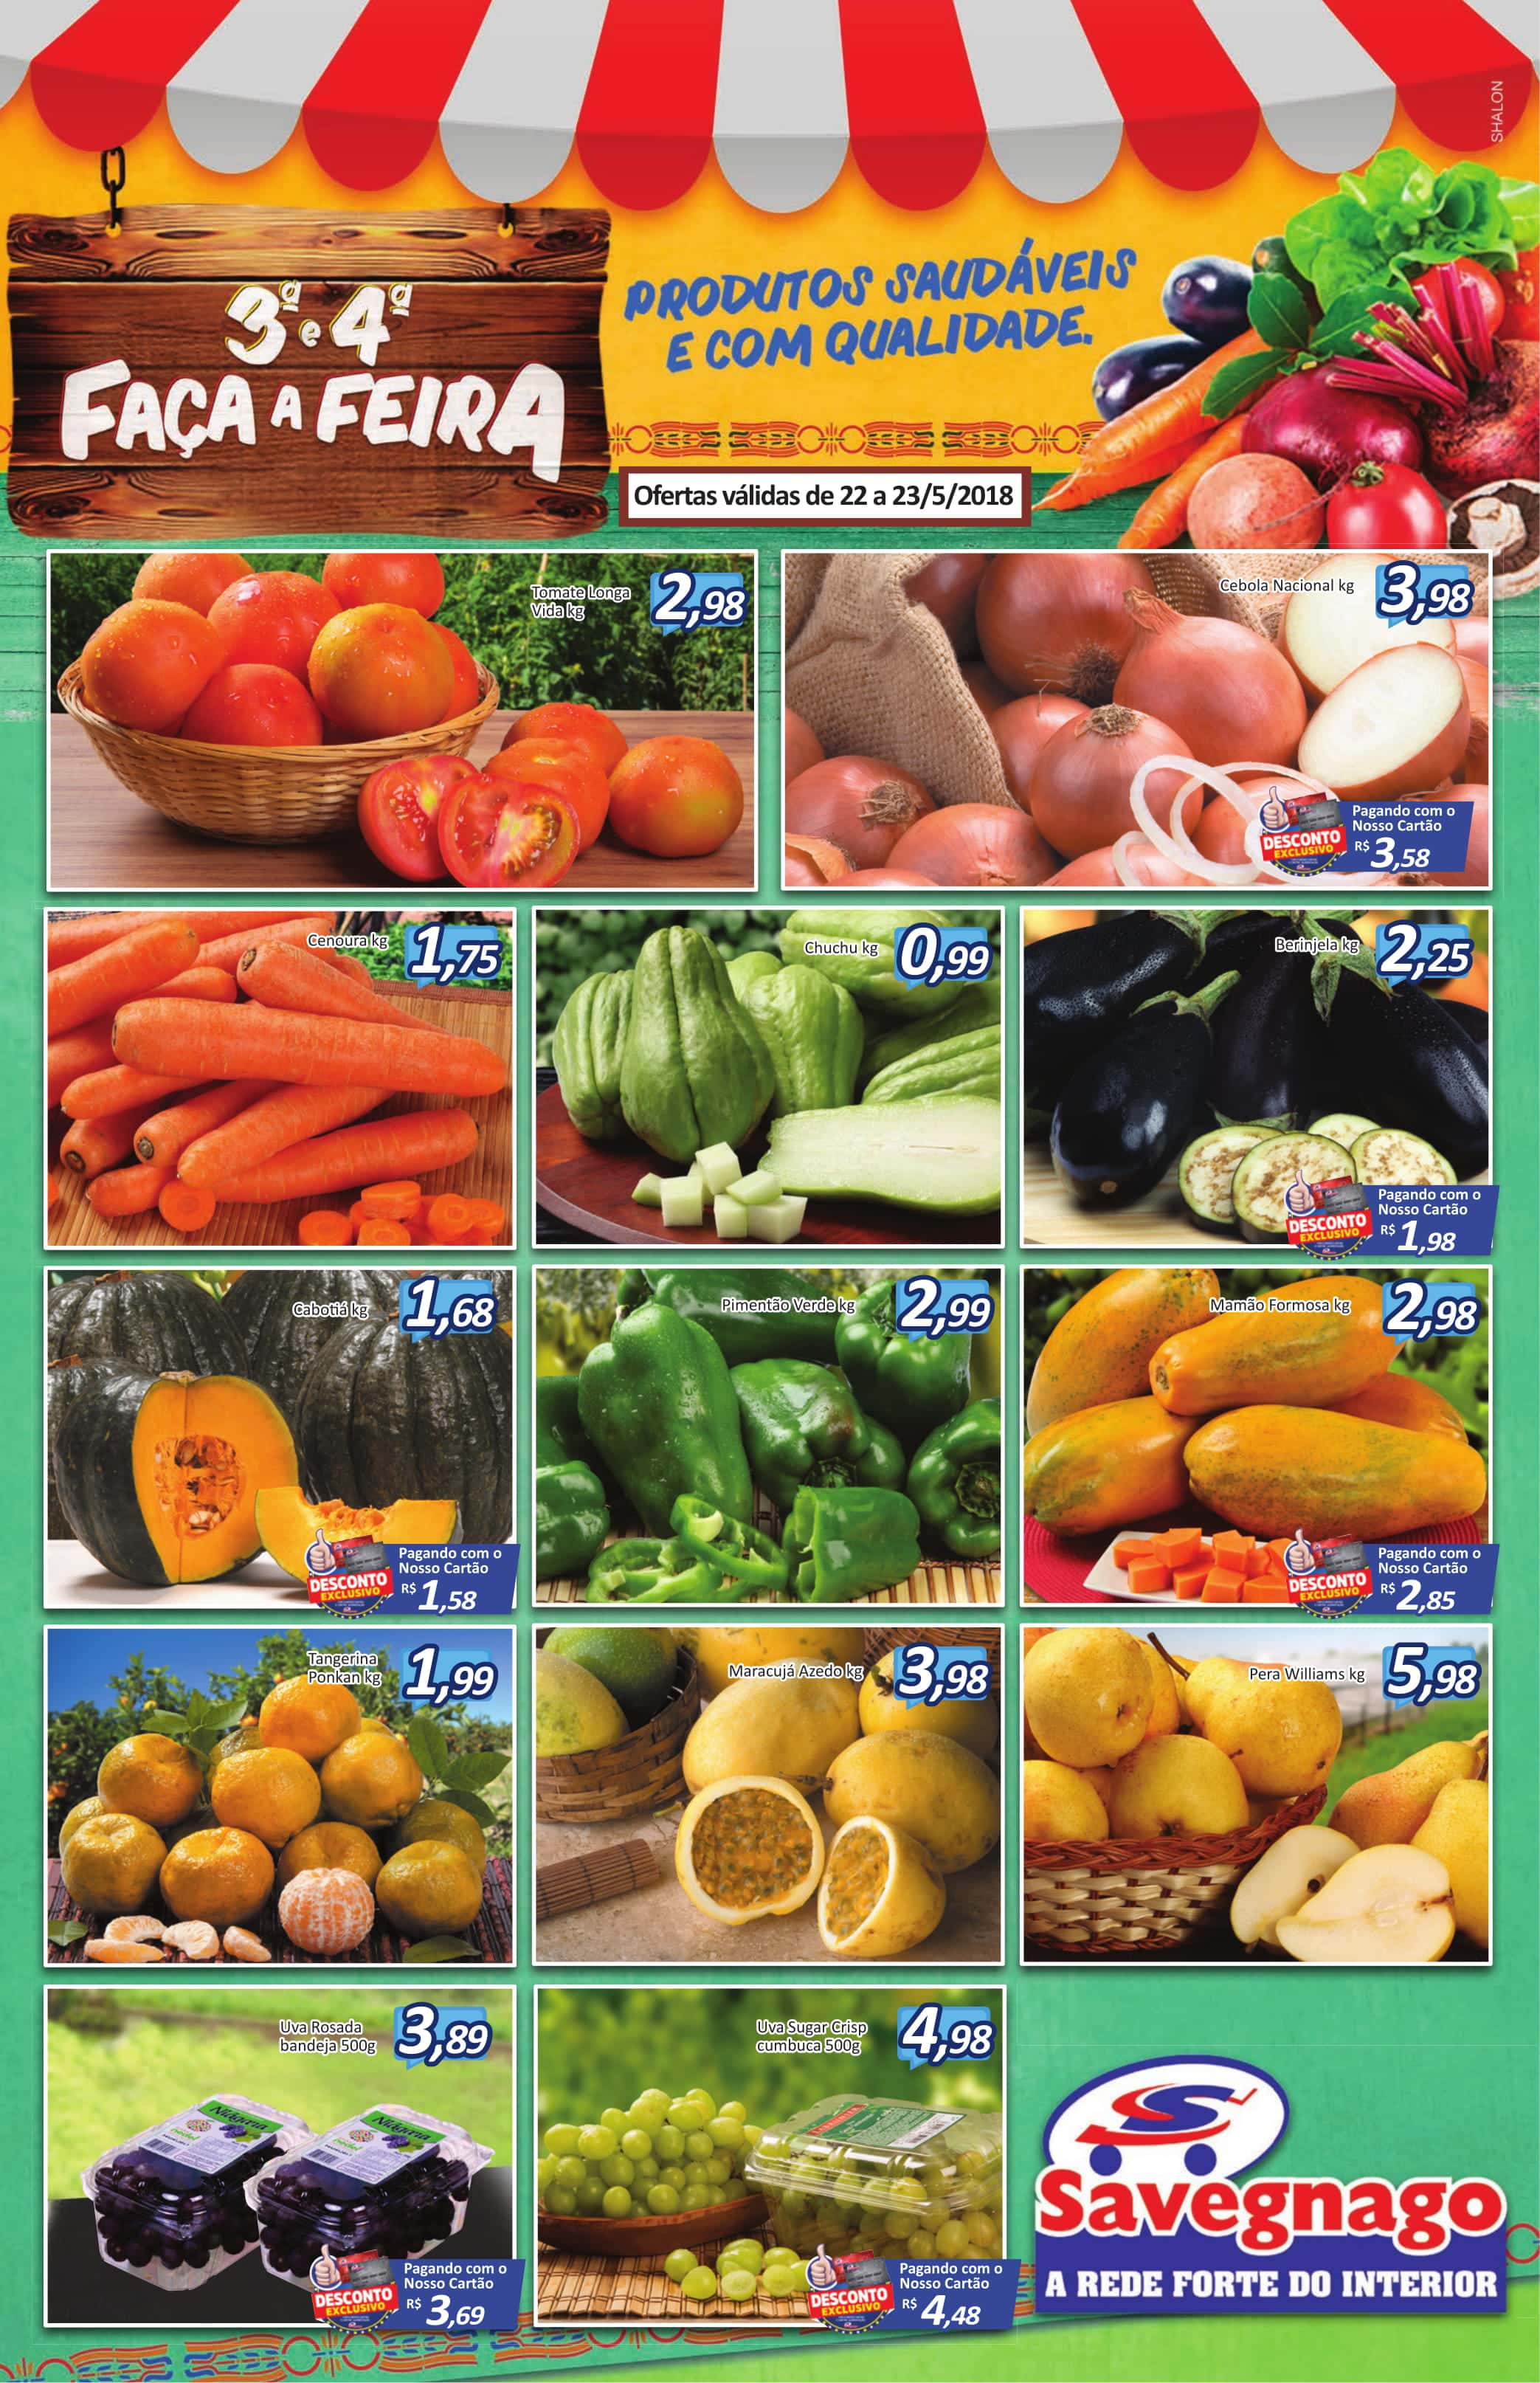 SHALON
3ª e 4ª
FAÇA A FEIRA
PRODUTOS SAUDÁVEIS
E COM QUALIDADE.
Ofertas válidas de 22 a 23/5/2018
Tomate Longa
Vida kg
2,98
Cebola Nacional kg
3,98
DESCONTO
EXCLUSIVO
Pagando com o
Nosso Cartão
R$ 3,58
Cenoura kg
1,75
Chuchu kg
0,99
Berinjela kg
2,25
DESCONTO
EXCLUSIVO
Pagando com o
Nosso Cartão
R$ 1,98
Cabotiá kg
1,68
DESCONTO
EXCLUSIVO
Pagando com o
Nosso Cartão
R$ 1,58
Pimentão Verde kg
2,99
Mamão Formosa kg
2,98
DESCONTO
EXCLUSIVO
Pagando com o
Nosso Cartão
R$ 2,85
Tangerina
Ponkan kg
1,99
Maracujá Azedo kg
3,98
Pera Williams kg
5,98
Uva Rosada
bandeja 500g
3,89
DESCONTO
EXCLUSIVO
Pagando com o
Nosso Cartão
R$ 3,69
Uva Sugar Crisp
cumbuca 500g
4,98
DESCONTO
EXCLUSIVO
Pagando com o
Nosso Cartão
R$ 4,48
Savegnago
A REDE FORTE DO INTERIOR